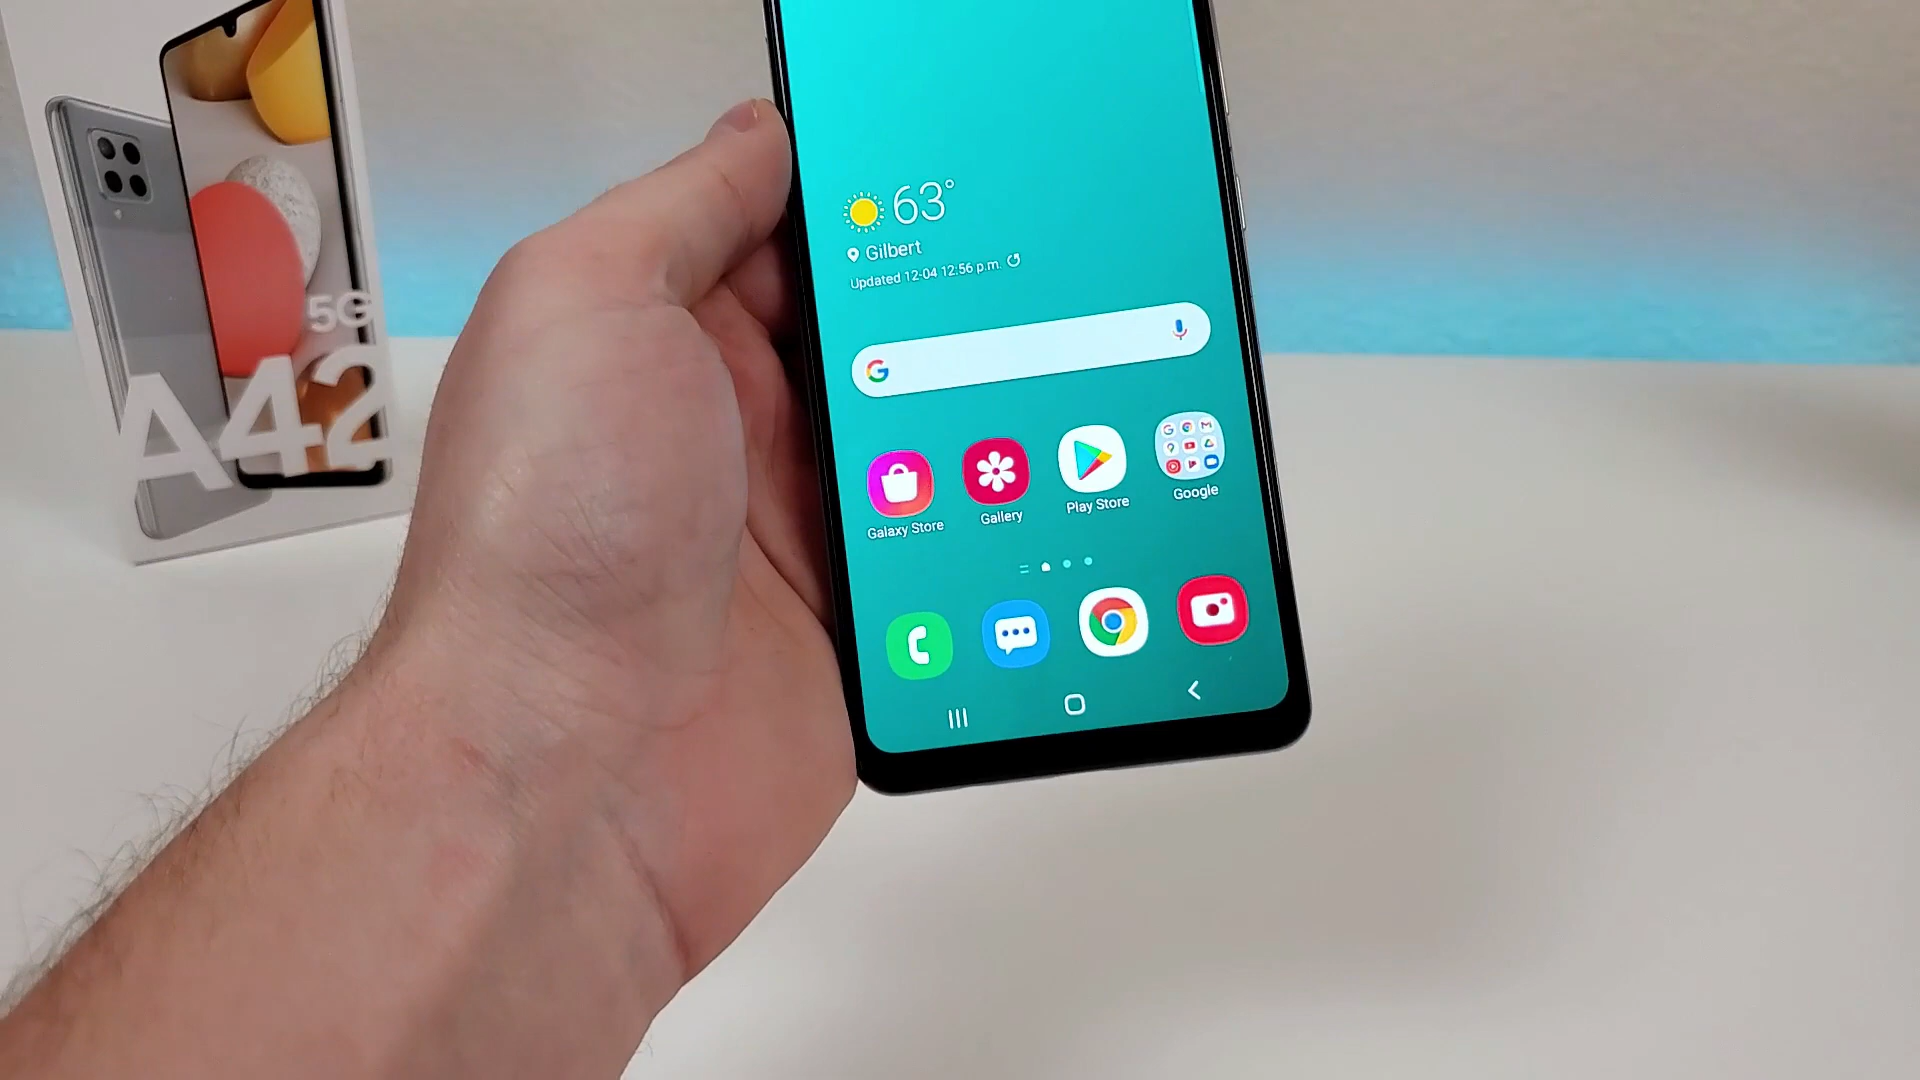 5G
A42
63°
Gilbert
Updated 12-04 12:56 p.m.
Galaxy Store
Gallery
Play Store
Google